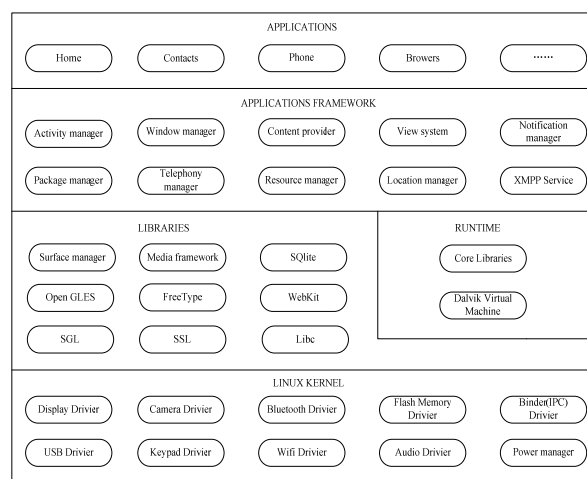 APPLICATIONS
Home
Contacts
Phone
Browers
······
APPLICATIONS FRAMEWORK
Activity manager
Window manager
Content provider
View system
Notification
manager
Package manager
Telephony
manager
Resource manager
Location manager
XMPP Service
LIBRARIES
Surface manager
Media framework
SQlite
Open GLES
FreeType
WebKit
SGL
SSL
Libc
RUNTIME
Core Libraries
Dalvik Virtual
Machine
LINUX KERNEL
Display Drivier
Camera Drivier
Bluetooth Drivier
Flash Memory
Drivier
Binder(IPC)
Drivier
USB Drivier
Keypad Drivier
Wifi Drivier
Audio Drivier
Power manager